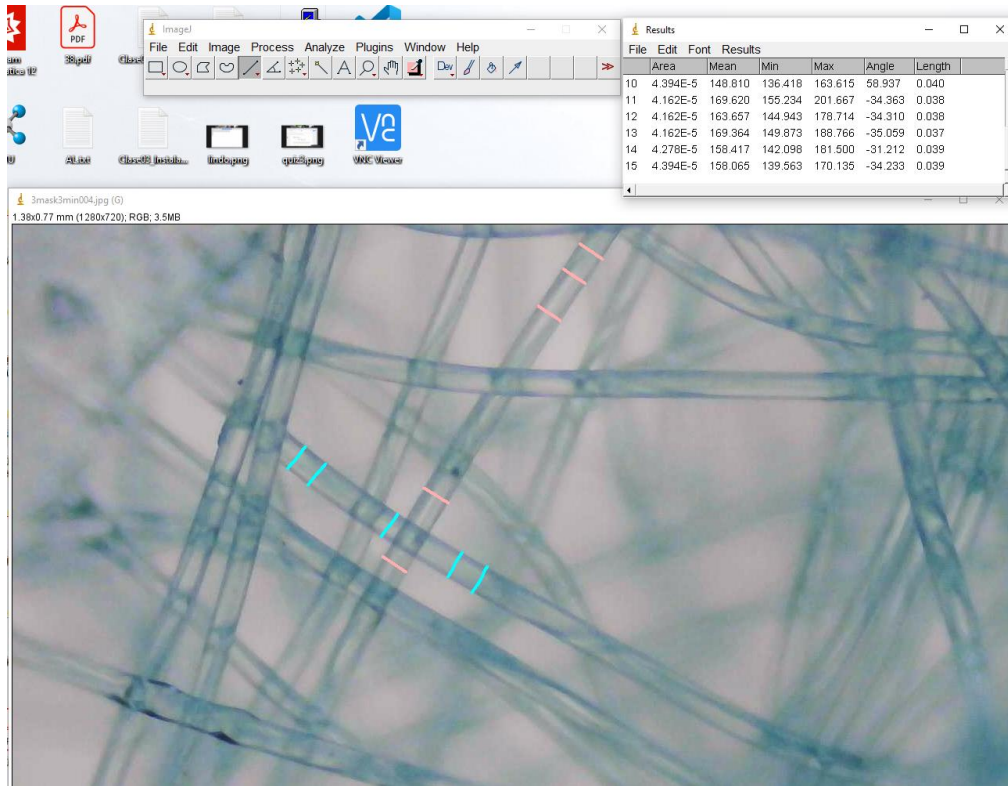 PDF
38.pdf
AI.txt
lindo.png
quiz5.png
VNC Viewer
ImageJ
File Edit Image Process Analyze Plugins Window Help
A Dev
Results
File Edit Font Results
Area Mean Min Max Angle Length
10 4.394E-5 148.810 136.418 163.615 58.937 0.040
11 4.162E-5 169.620 155.234 201.667 -34.363 0.038
12 4.162E-5 163.657 144.943 178.714 -34.310 0.038
13 4.162E-5 169.364 149.873 188.766 -35.059 0.037
14 4.278E-5 158.417 142.098 181.500 -31.212 0.039
15 4.394E-5 158.065 139.563 170.135 -34.233 0.039
3mask3min004.jpg (G)
1.38x0.77 mm (1280x720); RGB; 3.5MB